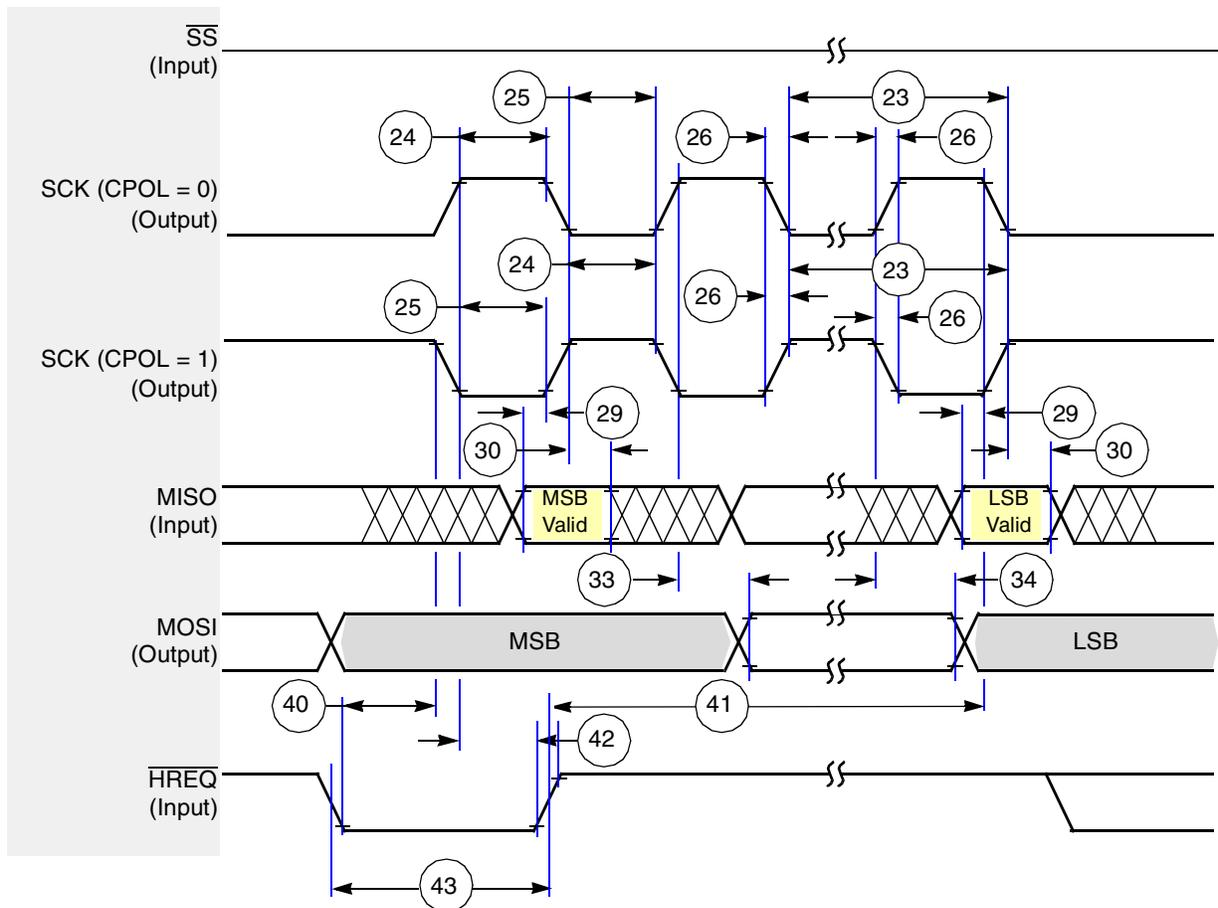 SS
(Input)
25
23
24
26
26
SCK (CPOL = 0)
(Output)
24
23
25
26
26
SCK (CPOL = 1)
(Output)
29
29
30
30
MISO
(Input)
MSB
Valid
LSB
Valid
33
34
MOSI
(Output)
MSB
LSB
40
41
42
HREQ
(Input)
43